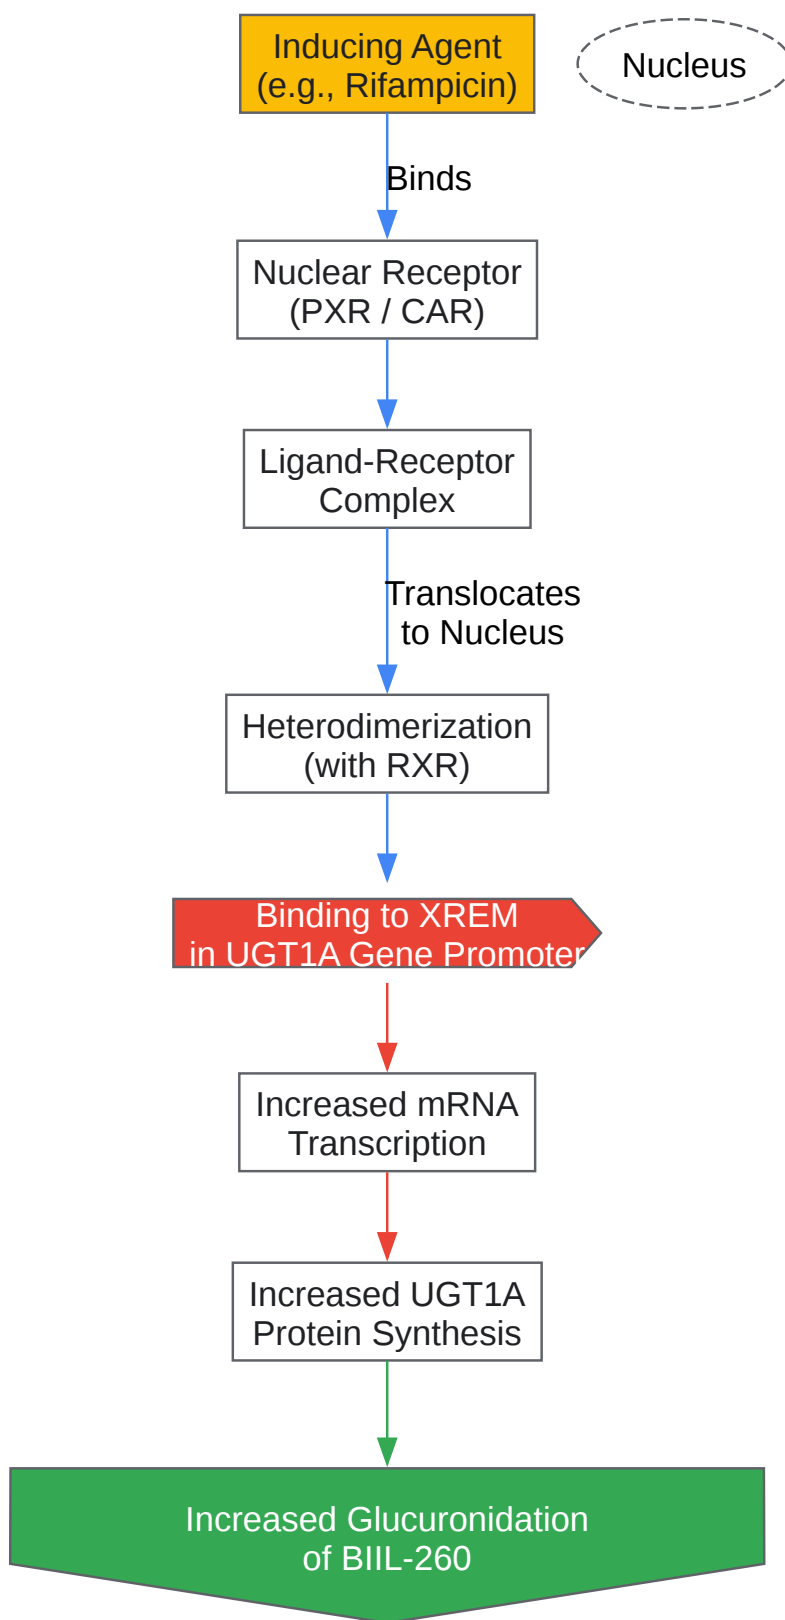 Inducing Agent
(e.g., Rifampicin)
Nucleus
Binds
Nuclear Receptor
(PXR / CAR)
Ligand-Receptor
Complex
Translocates
to Nucleus
Heterodimerization
(with RXR)
Binding to XREM
in UGT1A Gene Promoter
Increased mRNA
Transcription
Increased UGT1A
Protein Synthesis
Increased Glucuronidation
of BIIL-260